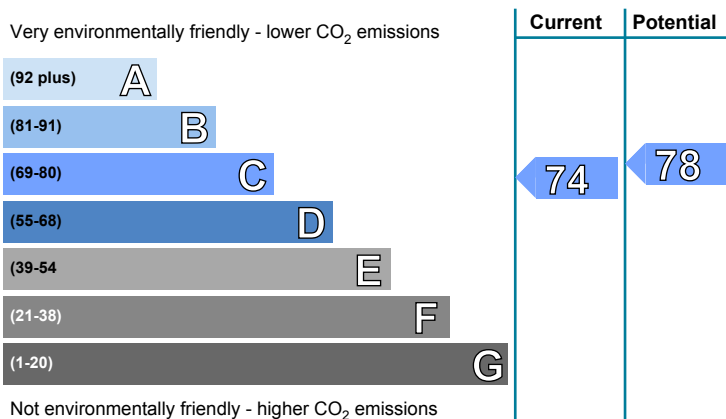 Current Potential
Very environmentally friendly - lower CO2 emissions
(92 plus) A
(81-91) B
(69-80) C
74 78
(55-68) D
(39-54 E
(21-38) F
(1-20) G
Not environmentally friendly - higher CO2 emissions